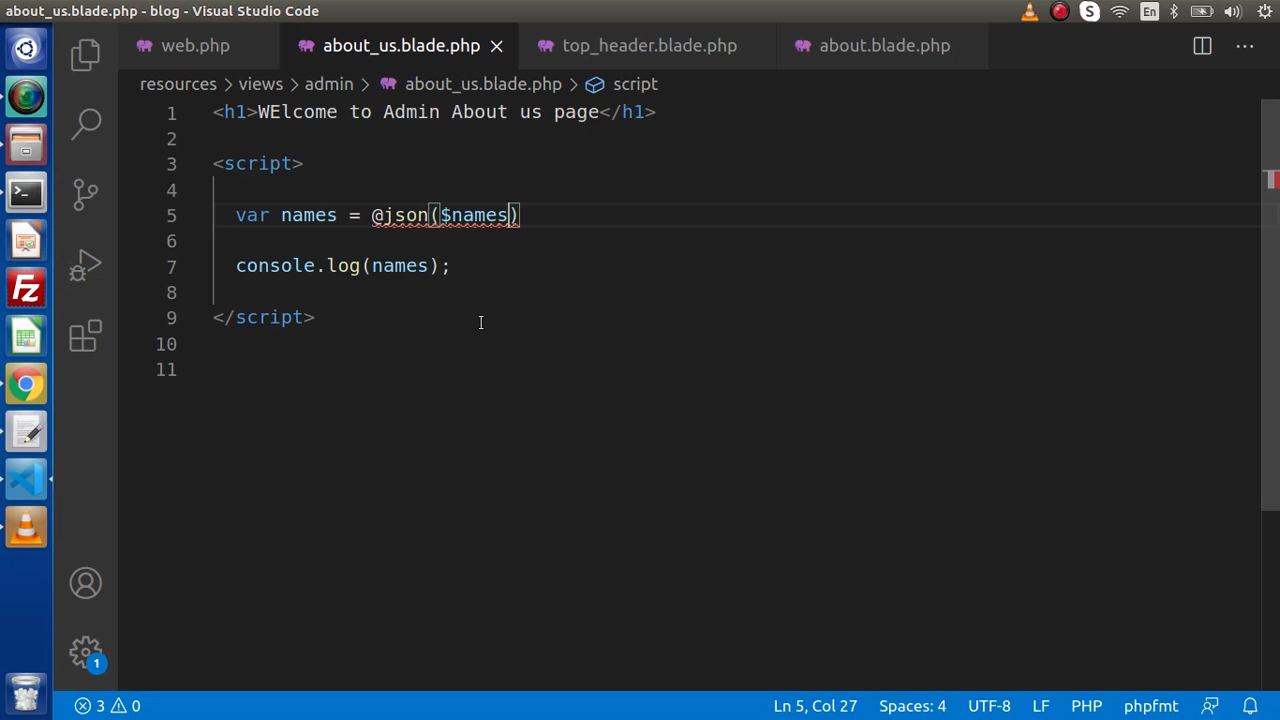 about_us.blade.php - blog - Visual Studio Code
S
En
web.php
about_us.blade.php
top_header.blade.php
about.blade.php
resources > views > admin > about_us.blade.php > script
1 <h1>WElcome to Admin About us page</h1>
2
3 <script>
4
5 var names = @json($names)
6
7 console.log(names);
8
9 </script>
10
11
Fz
1
3 0
Ln 5, Col 27
Spaces: 4
UTF-8
LF
PHP
phpfmt